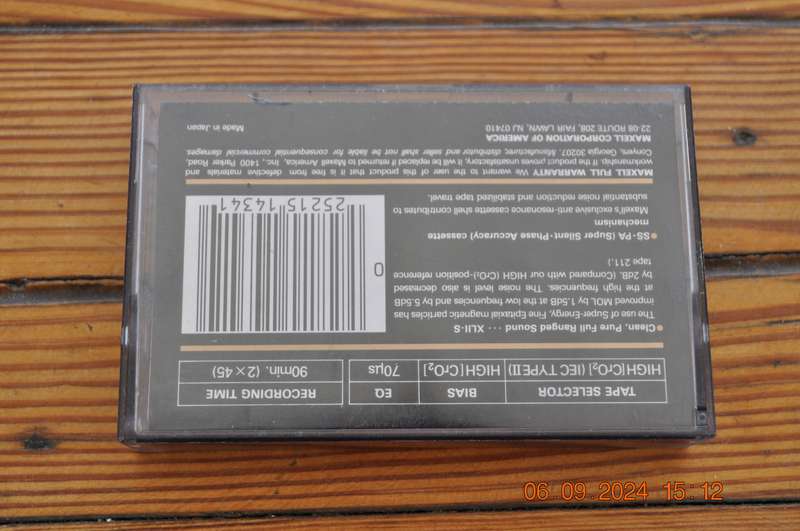 TAPE SELECTOR BIAS EQ RECORDING TIME
HIGH[CrO₂] (IEC TYPEⅡ) HIGH[CrO₂] 70μs 90min. (2×45)
Clean, Pure Full Ranged Sound ···· XLII-S
The use of Super-Energy, Fine Epitaxial magnetic particles has
improved MOL by 1.5dB at the low frequencies and by 5.5dB
at the high frequencies. The noise level is also decreased
by 2dB. (Compared with our HIGH (CrO₂)-position-reference
tape 211.)
SS·PA (Super Silent·Phase Accuracy) cassette
mechanism
Maxell's exclusive anti-resonance cassette shell contributes to
substantial noise reduction and stabilized tape travel.
0
25215 14341
MAXELL FULL WARRANTY We warrant to the user of this product that it is free from defective materials and
workmanship. If the product proves unsatisfactory, it will be replaced if returned to Maxell America, Inc., 1400 Parker Road,
Conyers, Georgia 30207. Manufacturer, distributor and seller shall not be liable for consequential commercial damages.
MAXELL CORPORATION OF AMERICA
22-08 ROUTE 208, FAIR LAWN, NJ 07410
Made in Japan
06.09.2024 15:12